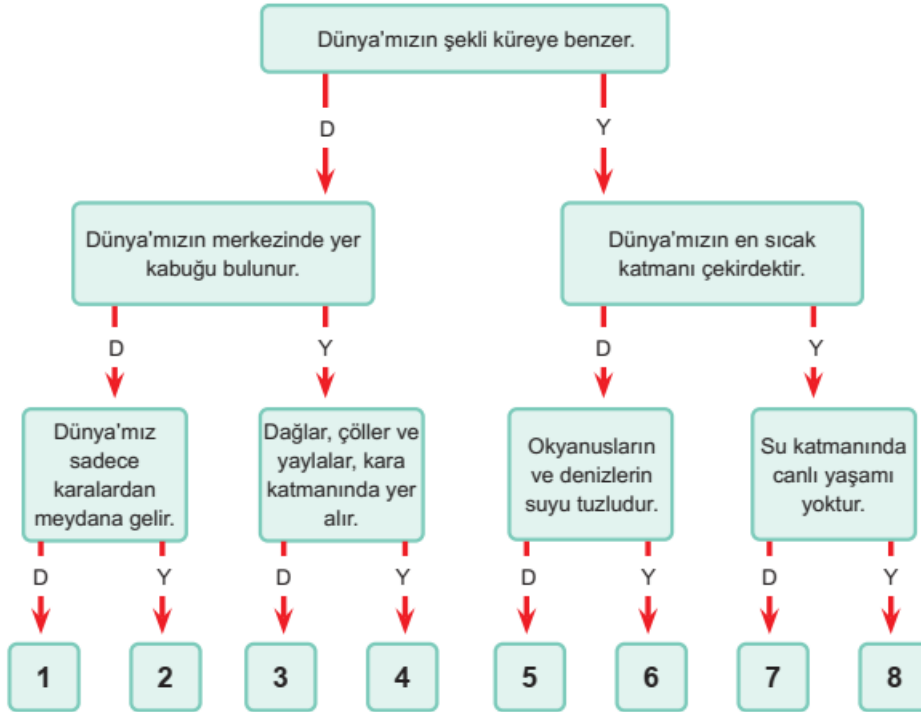 Dünya'mızın şekli küreye benzer.
D
Y
Dünya'mızın merkezinde yer
kabuğu bulunur.
Dünya'mızın en sıcak
katmanı çekirdektir.
D
Y
D
Y
Dünya'mız
sadece
karalardan
meydana gelir.
Dağlar, çöller ve
yaylalar, kara
katmanında yer
alır.
Okyanusların
ve denizlerin
suyu tuzludur.
Su katmanında
canlı yaşamı
yoktur.
D
Y
D
Y
D
Y
D
Y
1
2
3
4
5
6
7
8